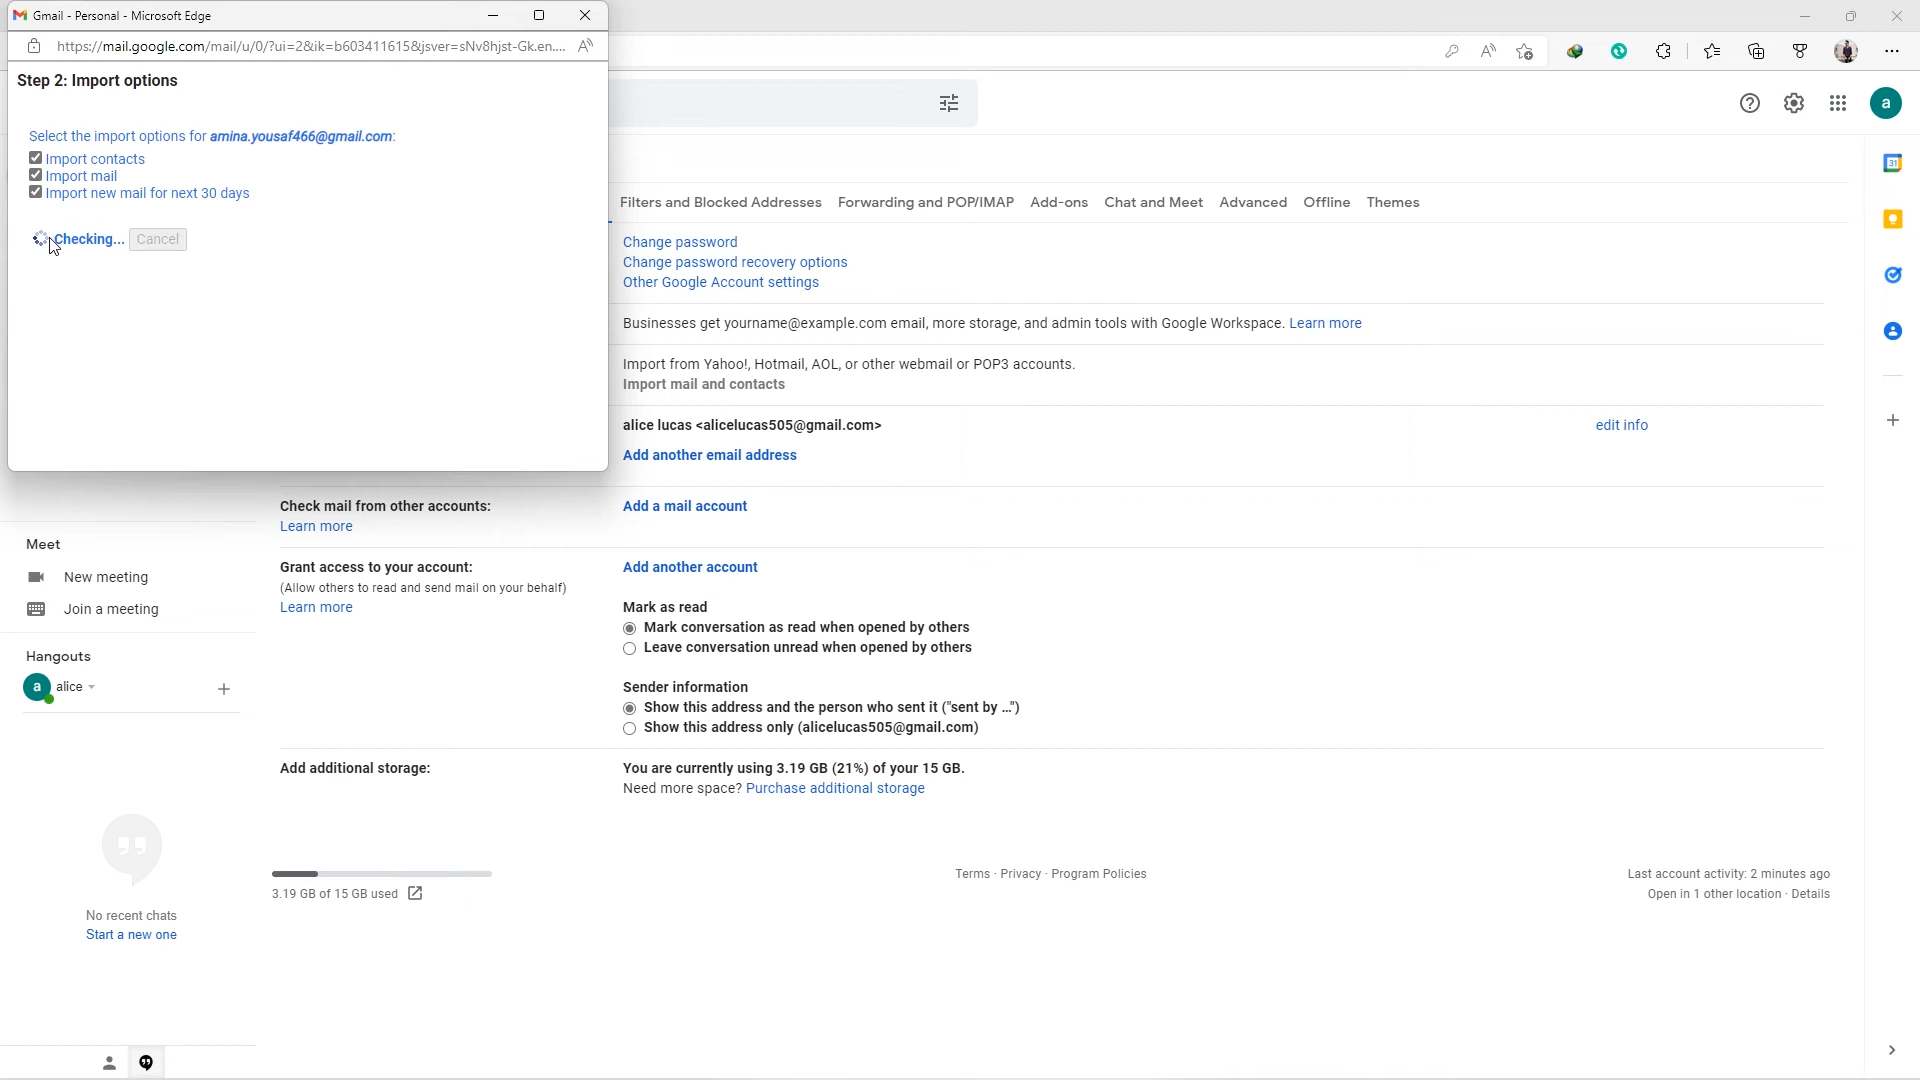 Gmail - Personal - Microsoft Edge
https://mail.google.com/mail/u/0/?ui=2&ik=b603411615&jsver=sNv8hjst-Gk.en....
Step 2: Import options
Select the import options for amina.yousaf466@gmail.com:
Import contacts
Import mail
Import new mail for next 30 days
Checking... Cancel
a
31
Filters and Blocked Addresses Forwarding and POP/IMAP Add-ons Chat and Meet Advanced Offline Themes
Change password
Change password recovery options
Other Google Account settings
Businesses get yourname@example.com email, more storage, and admin tools with Google Workspace. Learn more
Import from Yahoo!, Hotmail, AOL, or other webmail or POP3 accounts.
Import mail and contacts
alice lucas <alicelucas505@gmail.com> edit info
Add another email address
Check mail from other accounts: Add a mail account
Learn more
Grant access to your account: Add another account
(Allow others to read and send mail on your behalf)
Learn more
Mark as read
Mark conversation as read when opened by others
Leave conversation unread when opened by others
Sender information
Show this address and the person who sent it ("sent by ...")
Show this address only (alicelucas505@gmail.com)
Add additional storage: You are currently using 3.19 GB (21%) of your 15 GB.
Need more space? Purchase additional storage
Meet
New meeting
Join a meeting
Hangouts
a alice
No recent chats
Start a new one
3.19 GB of 15 GB used
Terms · Privacy · Program Policies
Last account activity: 2 minutes ago
Open in 1 other location · Details